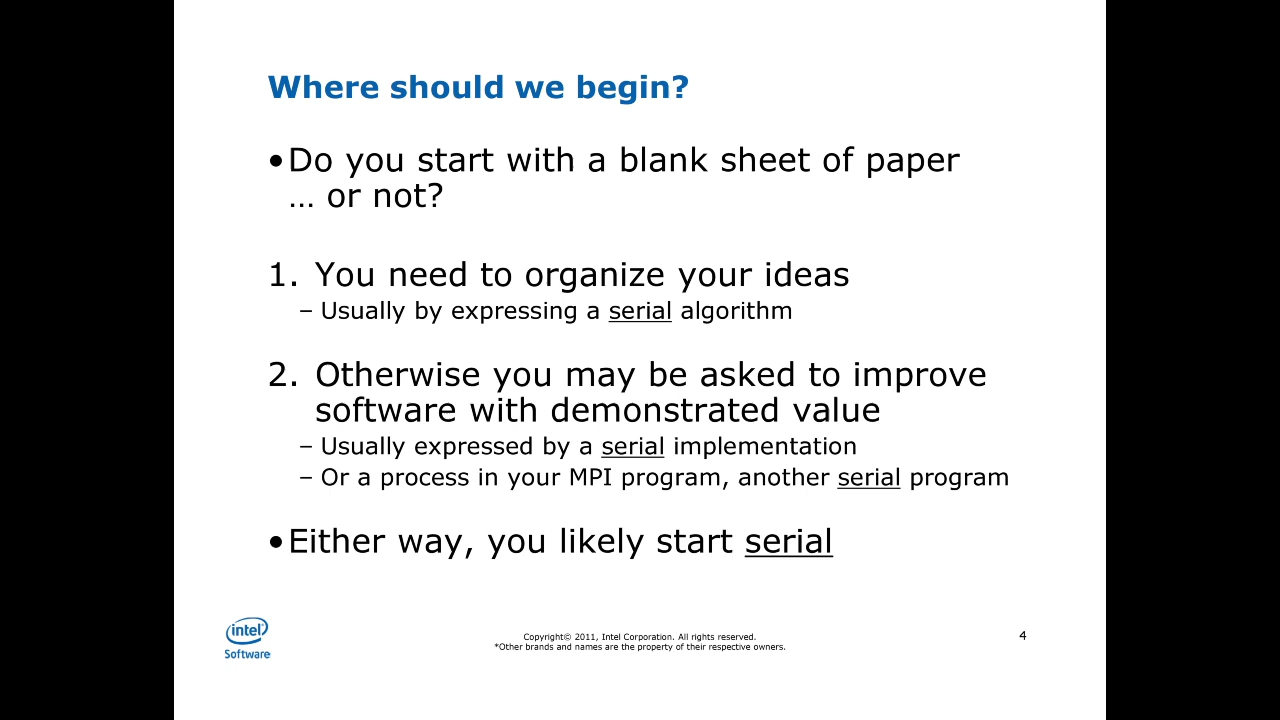 Where should we begin?
•Do you start with a blank sheet of paper
… or not?
1. You need to organize your ideas
– Usually by expressing a serial algorithm
2. Otherwise you may be asked to improve
software with demonstrated value
– Usually expressed by a serial implementation
– Or a process in your MPI program, another serial program
•Either way, you likely start serial
intel
Software
Copyright© 2011, Intel Corporation. All rights reserved.
*Other brands and names are the property of their respective owners.
4